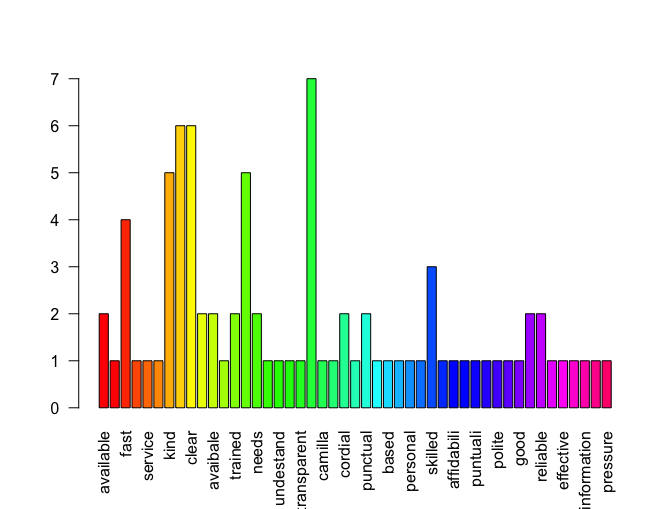 7
6
5
4
3
2
1
0
available
fast
service
kind
clear
avaibale
trained
needs
undestand
transparent
camilla
cordial
punctual
based
personal
skilled
affidabili
puntuali
polite
good
reliable
effective
information
pressure